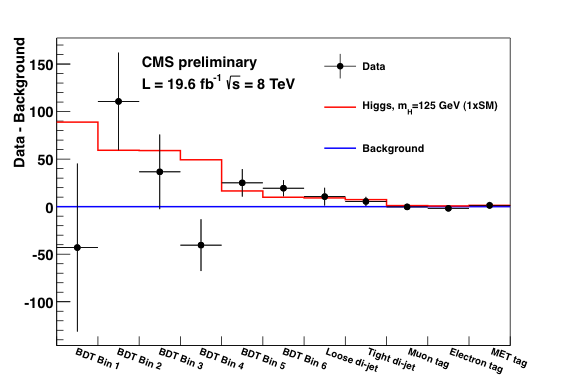 Data - Background
150
100
50
0
-50
-100
CMS preliminary
L = 19.6 fb-1 √s = 8 TeV
Data
Higgs, mH=125 GeV (1xSM)
Background
BDT Bin 1
BDT Bin 2
BDT Bin 3
BDT Bin 4
BDT Bin 5
BDT Bin 6
Loose di-jet
Tight di-jet
Muon tag
Electron tag
MET tag